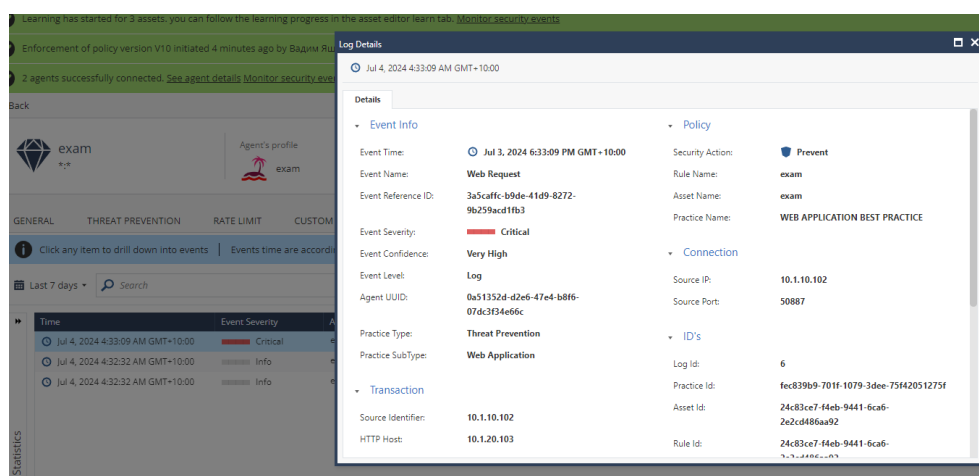 Learning has started for 3 assets. you can follow the learning progress in the asset editor learn tab. Monitor security events
Enforcement of policy version V10 initiated 4 minutes ago by Вадим Яш
2 agents successfully connected. See agent details Monitor security eve
Back
exam
*:*
Agent's profile
exam
GENERAL THREAT PREVENTION RATE LIMIT CUSTOM
Click any item to drill down into events Events time are accordi
Last 7 days Search
Time Event Severity A
Jul 4, 2024 4:33:09 AM GMT+10:00 Critical e
Jul 4, 2024 4:32:32 AM GMT+10:00 Info e
Jul 4, 2024 4:32:32 AM GMT+10:00 Info e
Statistics
Log Details
Jul 4, 2024 4:33:09 AM GMT+10:00
Details
Event Info
Event Time: Jul 3, 2024 6:33:09 PM GMT+10:00
Event Name: Web Request
Event Reference ID: 3a5caffc-b9de-41d9-8272-
9b259acd1fb3
Event Severity: Critical
Event Confidence: Very High
Event Level: Log
Agent UUID: 0a51352d-d2e6-47e4-b8f6-
07dc3f34e66c
Practice Type: Threat Prevention
Practice SubType: Web Application
Transaction
Source Identifier: 10.1.10.102
HTTP Host: 10.1.20.103
Policy
Security Action: Prevent
Rule Name: exam
Asset Name: exam
Practice Name: WEB APPLICATION BEST PRACTICE
Connection
Source IP: 10.1.10.102
Source Port: 50887
ID's
Log Id: 6
Practice Id: fec839b9-701f-1079-3dee-75f42051275f
Asset Id: 24c83ce7-f4eb-9441-6ca6-
2e2cd486aa92
Rule Id: 24c83ce7-f4eb-9441-6ca6-